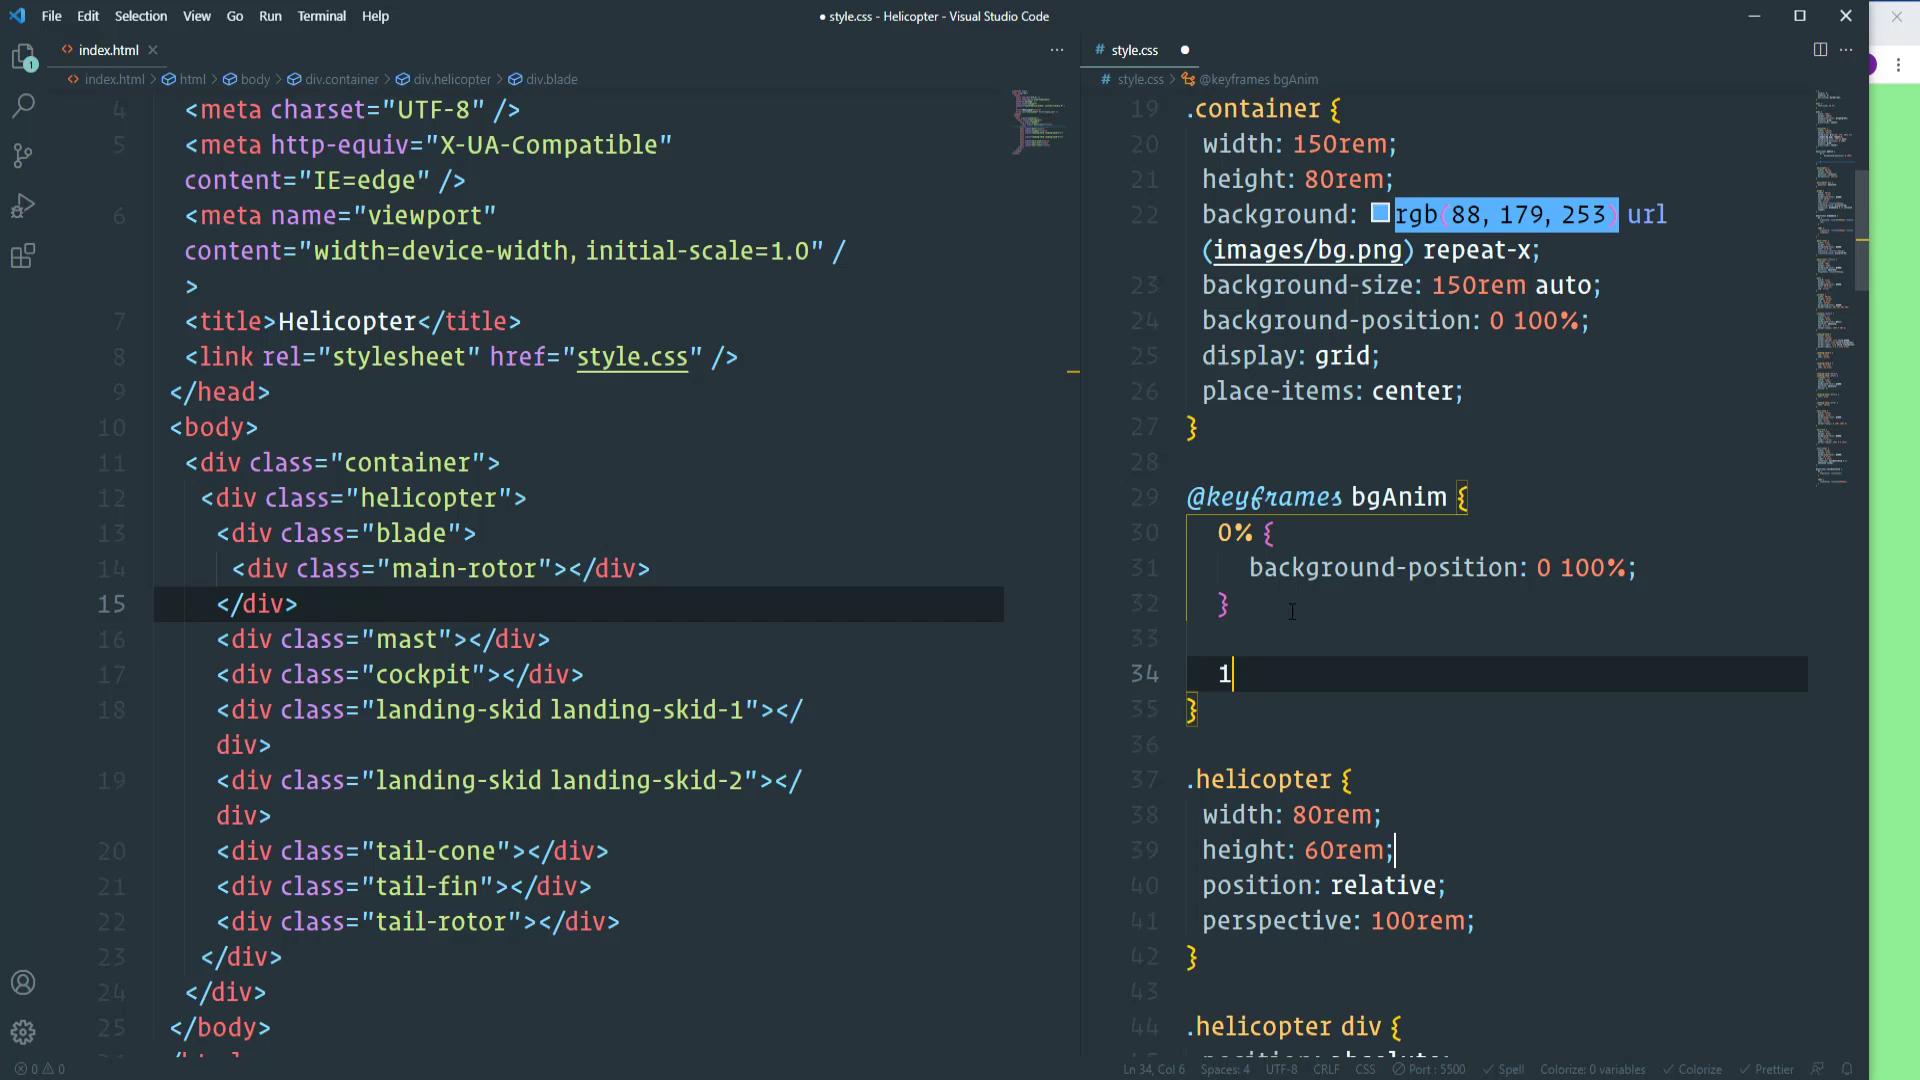 File Edit Selection View Go Run Terminal Help
● style.css - Helicopter - Visual Studio Code
index.html
index.html > html > body > div.container > div.helicopter > div.blade
4 <meta charset="UTF-8" />
5 <meta http-equiv="X-UA-Compatible"
content="IE=edge" />
6 <meta name="viewport"
content="width=device-width, initial-scale=1.0" /
>
7 <title>Helicopter</title>
8 <link rel="stylesheet" href="style.css" />
9 </head>
10 <body>
11 <div class="container">
12 <div class="helicopter">
13 <div class="blade">
14 <div class="main-rotor"></div>
15 </div>
16 <div class="mast"></div>
17 <div class="cockpit"></div>
18 <div class="landing-skid landing-skid-1"></
div>
19 <div class="landing-skid landing-skid-2"></
div>
20 <div class="tail-cone"></div>
21 <div class="tail-fin"></div>
22 <div class="tail-rotor"></div>
23 </div>
24 </div>
25 </body>
# style.css
# style.css > @keyframes bgAnim
19 .container {
20 width: 150rem;
21 height: 80rem;
22 background: rgb(88, 179, 253) url
(images/bg.png) repeat-x;
23 background-size: 150rem auto;
24 background-position: 0 100%;
25 display: grid;
26 place-items: center;
27 }
28
29 @keyframes bgAnim {
30 0% {
31 background-position: 0 100%;
32 }
33
34 1
35 }
36
37 .helicopter {
38 width: 80rem;
39 height: 60rem;
40 position: relative;
41 perspective: 100rem;
42 }
43
44 .helicopter div {
1
0 0 Ln 34, Col 6 Spaces: 4 UTF-8 CRLF CSS Port : 5500 Spell Colorize: 0 variables Colorize Prettier